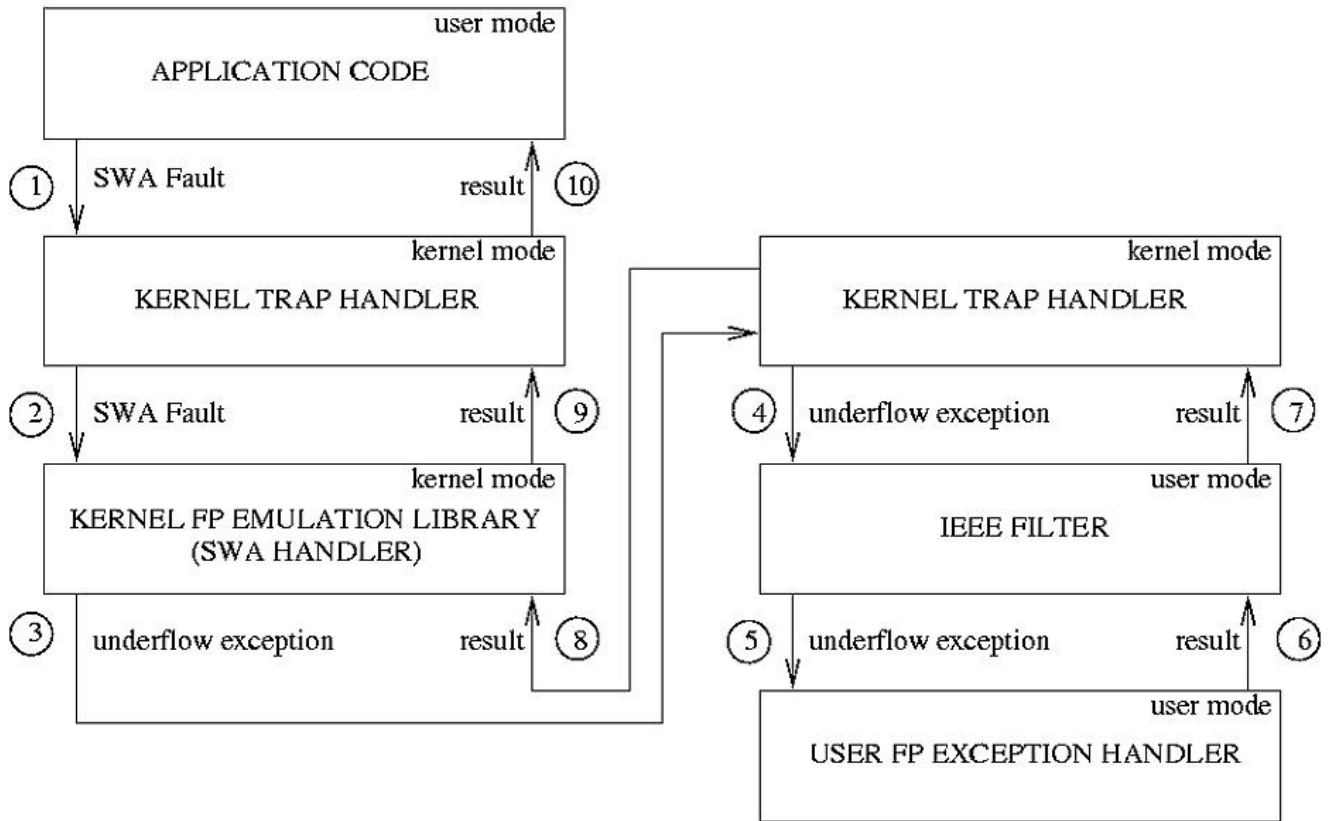 user mode
APPLICATION CODE
1
SWA Fault
result
10
kernel mode
KERNEL TRAP HANDLER
2
SWA Fault
result
9
kernel mode
KERNEL FP EMULATION LIBRARY
(SWA HANDLER)
3
underflow exception
result
8
kernel mode
KERNEL TRAP HANDLER
4
underflow exception
result
7
user mode
IEEE FILTER
5
underflow exception
result
6
user mode
USER FP EXCEPTION HANDLER